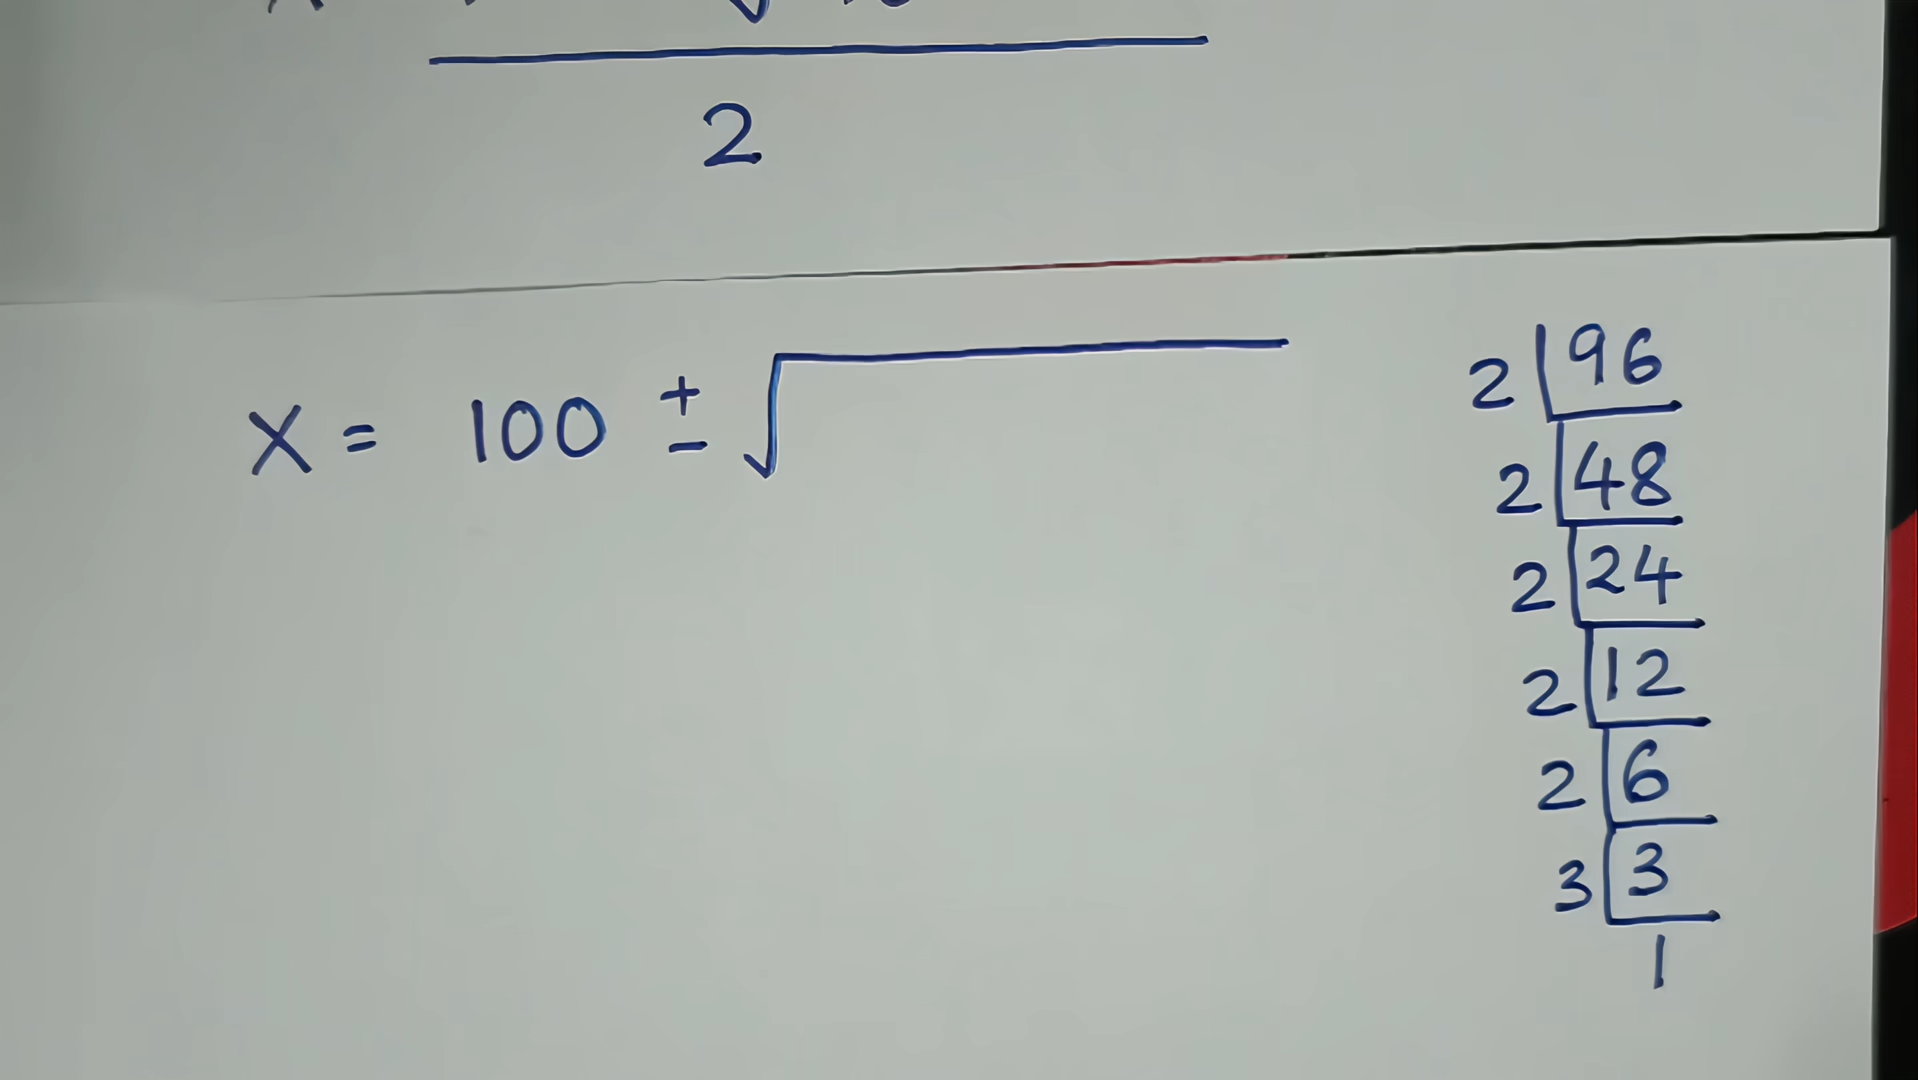 2
X = 100 ± √
2 | 96
2 | 48
2 | 24
2 | 12
2 | 6
3 | 3
1